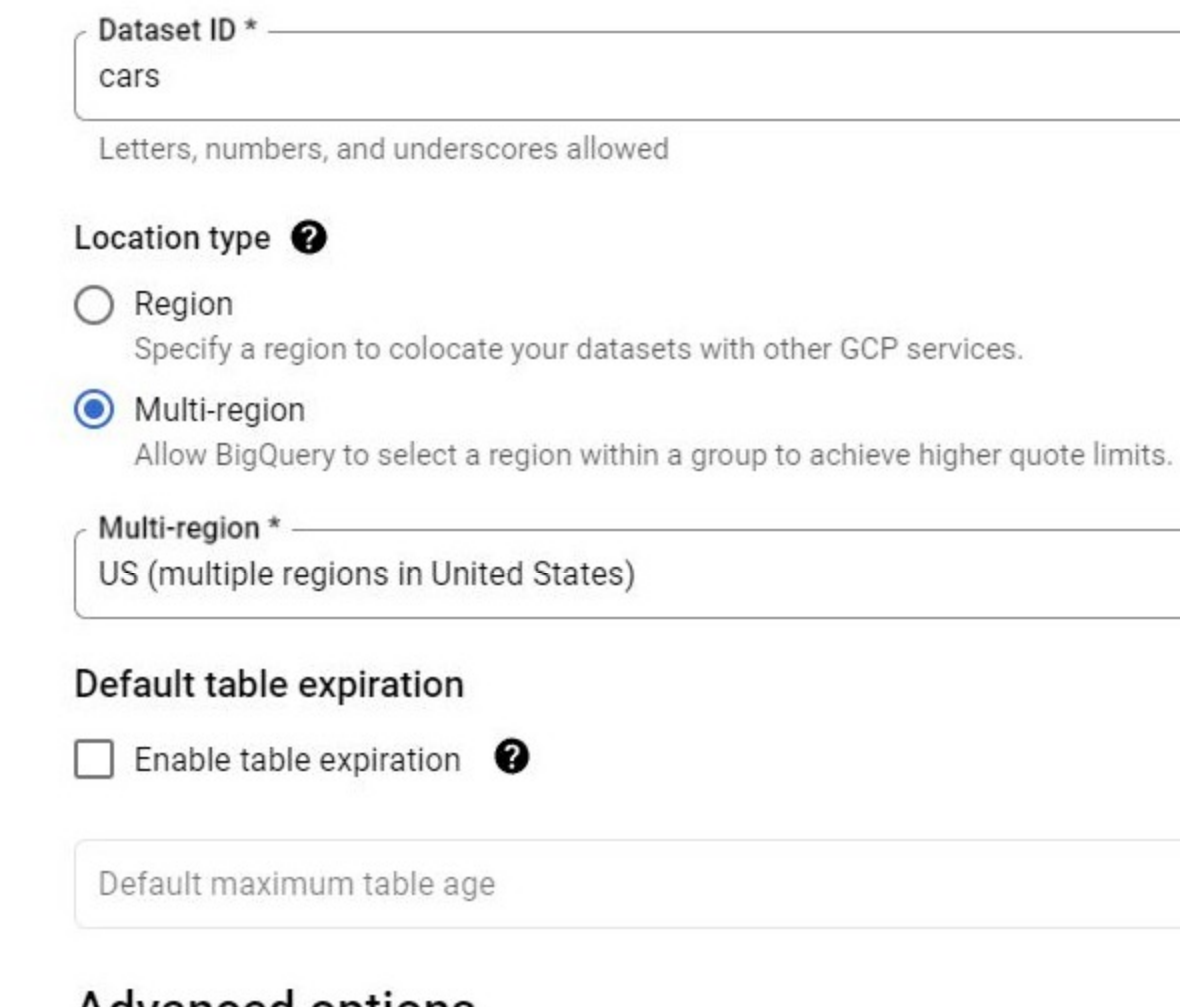 Dataset ID *
cars
Letters, numbers, and underscores allowed
Location type ?
Region
Specify a region to colocate your datasets with other GCP services.
Multi-region
Allow BigQuery to select a region within a group to achieve higher quote limits.
Multi-region *
US (multiple regions in United States)
Default table expiration
Enable table expiration ?
Default maximum table age
Advanced options